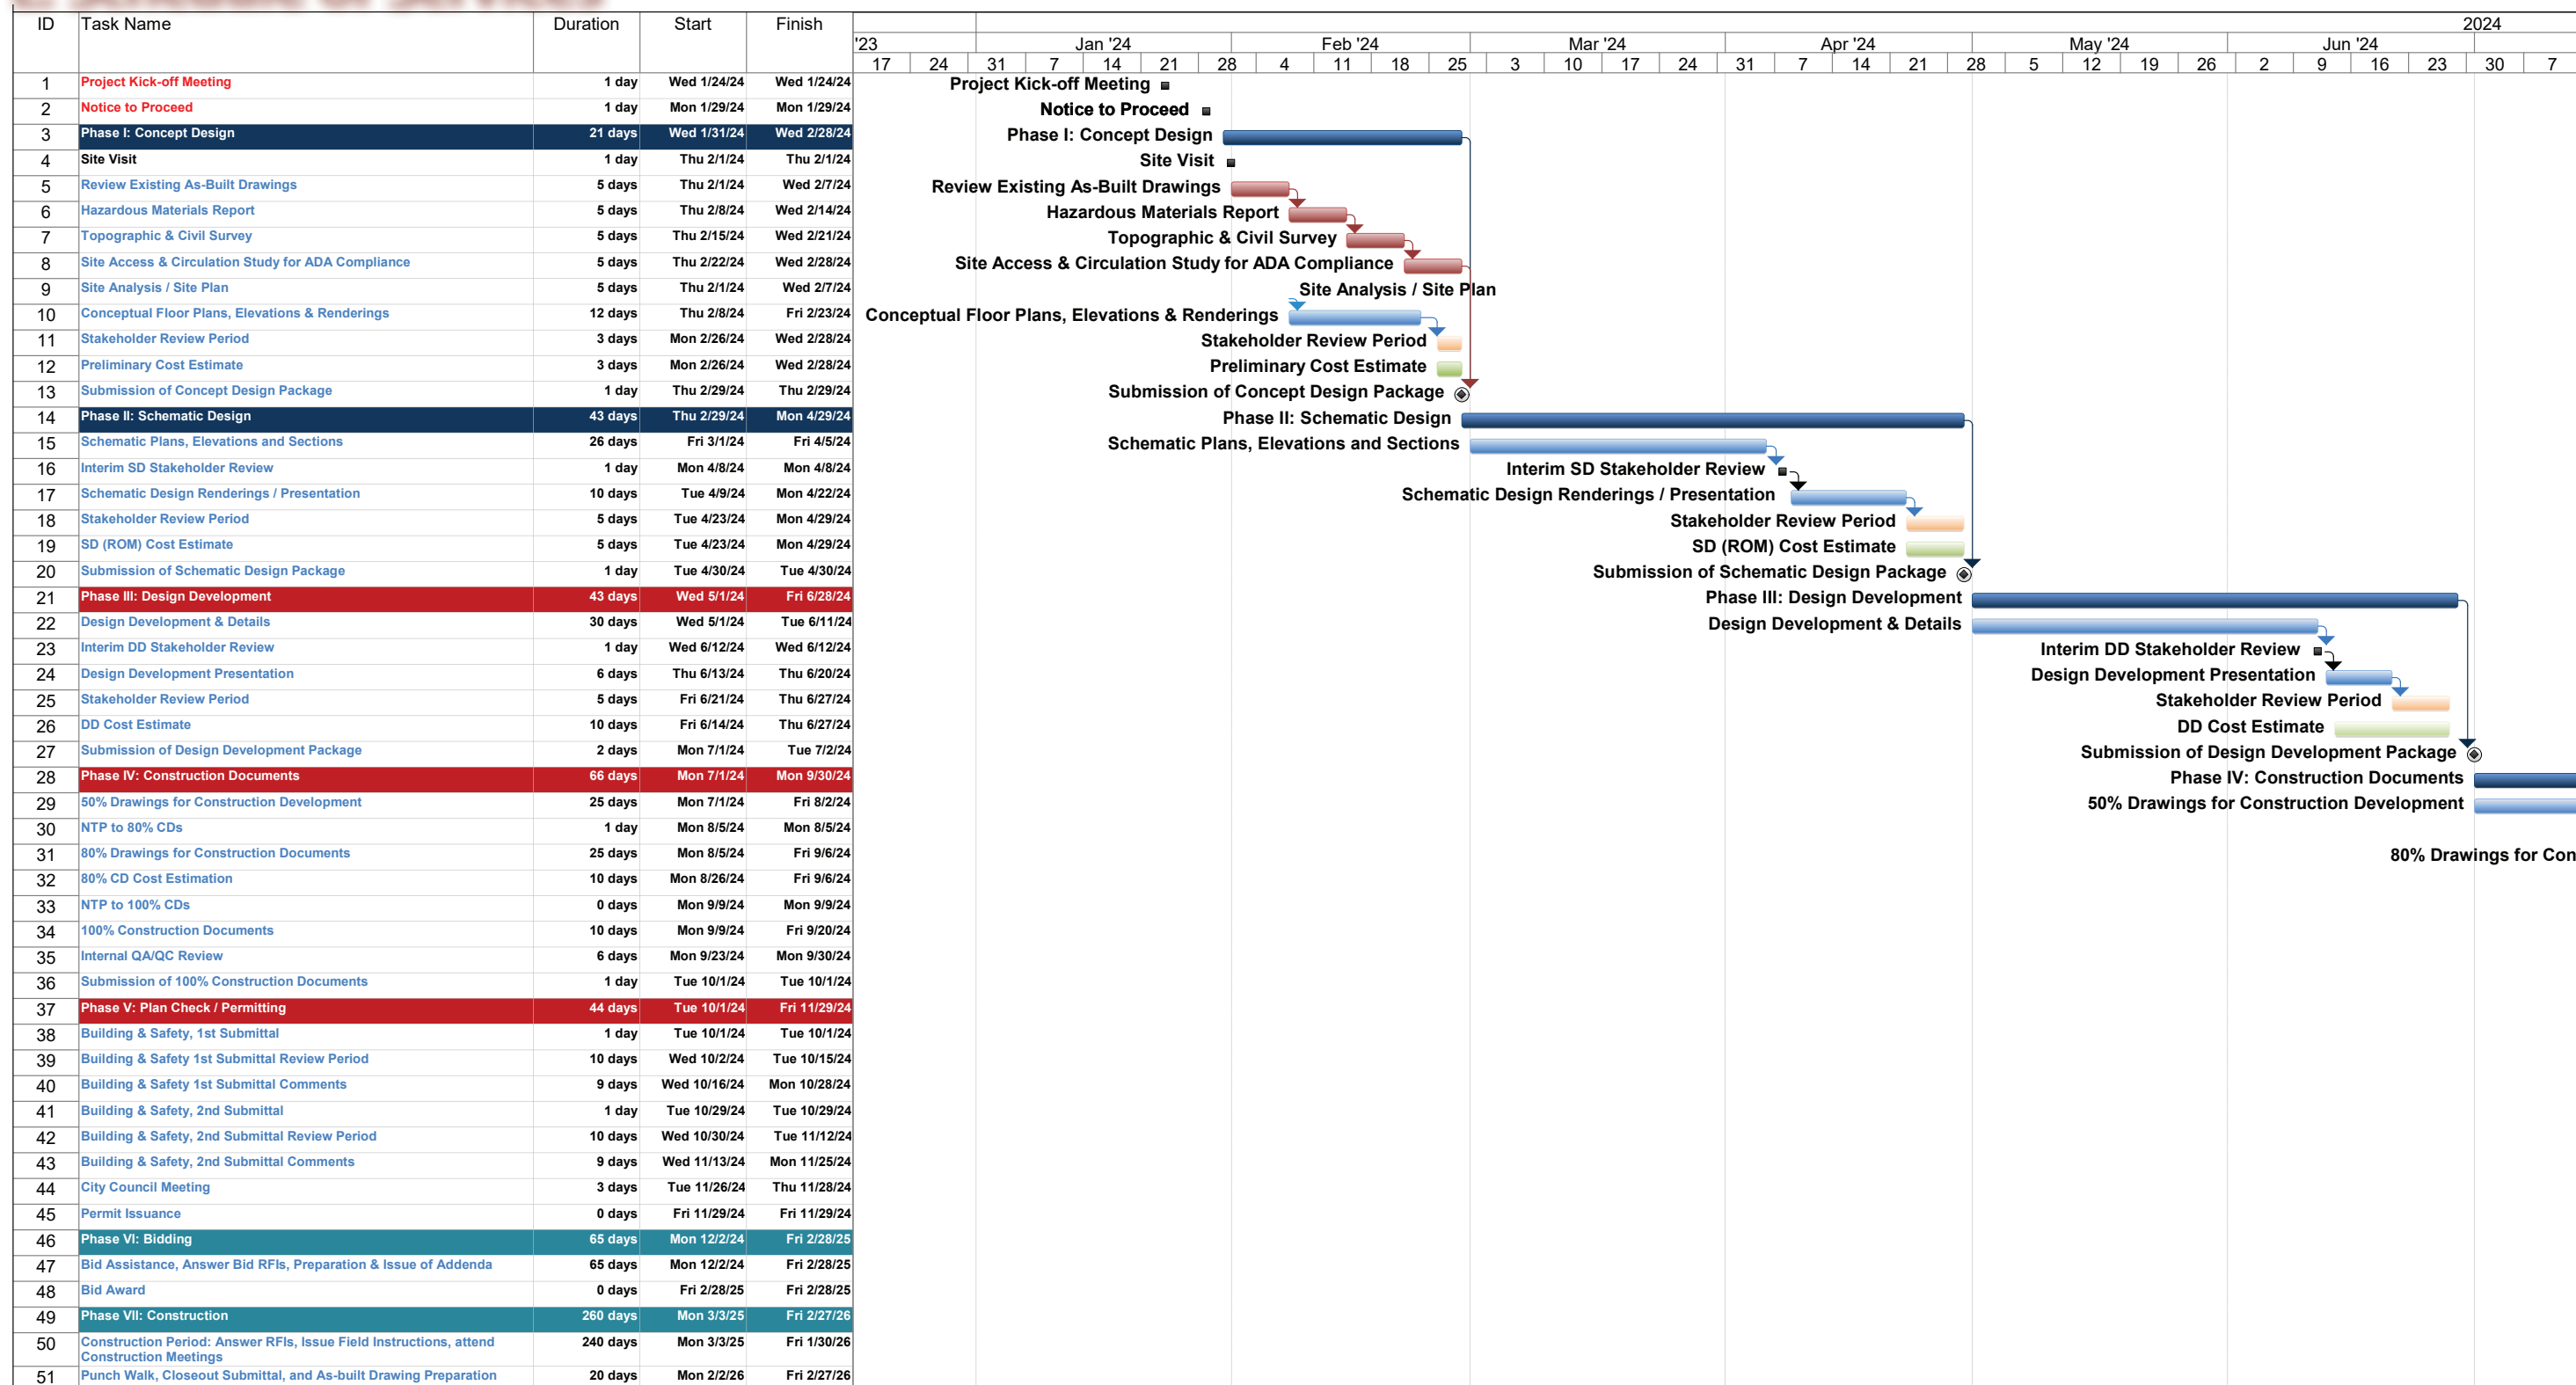 ID Task Name Duration Start Finish
2024
'23 Jan '24 Feb '24 Mar '24 Apr '24 May '24 Jun '24
17 24 31 7 14 21 28 4 11 18 25 3 10 17 24 31 7 14 21 28 5 12 19 26 2 9 16 23 30 7
1 Project Kick-off Meeting 1 day Wed 1/24/24 Wed 1/24/24 Project Kick-off Meeting
2 Notice to Proceed 1 day Mon 1/29/24 Mon 1/29/24 Notice to Proceed
3 Phase I: Concept Design 21 days Wed 1/31/24 Wed 2/28/24 Phase I: Concept Design
4 Site Visit 1 day Thu 2/1/24 Thu 2/1/24 Site Visit
5 Review Existing As-Built Drawings 5 days Thu 2/1/24 Wed 2/7/24 Review Existing As-Built Drawings
6 Hazardous Materials Report 5 days Thu 2/8/24 Wed 2/14/24 Hazardous Materials Report
7 Topographic & Civil Survey 5 days Thu 2/15/24 Wed 2/21/24 Topographic & Civil Survey
8 Site Access & Circulation Study for ADA Compliance 5 days Thu 2/22/24 Wed 2/28/24 Site Access & Circulation Study for ADA Compliance
9 Site Analysis / Site Plan 5 days Thu 2/1/24 Wed 2/7/24 Site Analysis / Site Plan
10 Conceptual Floor Plans, Elevations & Renderings 12 days Thu 2/8/24 Fri 2/23/24 Conceptual Floor Plans, Elevations & Renderings
11 Stakeholder Review Period 3 days Mon 2/26/24 Wed 2/28/24 Stakeholder Review Period
12 Preliminary Cost Estimate 3 days Mon 2/26/24 Wed 2/28/24 Preliminary Cost Estimate
13 Submission of Concept Design Package 1 day Thu 2/29/24 Thu 2/29/24 Submission of Concept Design Package
14 Phase II: Schematic Design 43 days Thu 2/29/24 Mon 4/29/24 Phase II: Schematic Design
15 Schematic Plans, Elevations and Sections 26 days Fri 3/1/24 Fri 4/5/24 Schematic Plans, Elevations and Sections
16 Interim SD Stakeholder Review 1 day Mon 4/8/24 Mon 4/8/24 Interim SD Stakeholder Review
17 Schematic Design Renderings / Presentation 10 days Tue 4/9/24 Mon 4/22/24 Schematic Design Renderings / Presentation
18 Stakeholder Review Period 5 days Tue 4/23/24 Mon 4/29/24 Stakeholder Review Period
19 SD (ROM) Cost Estimate 5 days Tue 4/23/24 Mon 4/29/24 SD (ROM) Cost Estimate
20 Submission of Schematic Design Package 1 day Tue 4/30/24 Tue 4/30/24 Submission of Schematic Design Package
21 Phase III: Design Development 43 days Wed 5/1/24 Fri 6/28/24 Phase III: Design Development
22 Design Development & Details 30 days Wed 5/1/24 Tue 6/11/24 Design Development & Details
23 Interim DD Stakeholder Review 1 day Wed 6/12/24 Wed 6/12/24 Interim DD Stakeholder Review
24 Design Development Presentation 6 days Thu 6/13/24 Thu 6/20/24 Design Development Presentation
25 Stakeholder Review Period 5 days Fri 6/21/24 Thu 6/27/24 Stakeholder Review Period
26 DD Cost Estimate 10 days Fri 6/14/24 Thu 6/27/24 DD Cost Estimate
27 Submission of Design Development Package 2 days Mon 7/1/24 Tue 7/2/24 Submission of Design Development Package
28 Phase IV: Construction Documents 66 days Mon 7/1/24 Mon 9/30/24 Phase IV: Construction Documents
29 50% Drawings for Construction Development 25 days Mon 7/1/24 Fri 8/2/24 50% Drawings for Construction Development
30 NTP to 80% CDs 1 day Mon 8/5/24 Mon 8/5/24
31 80% Drawings for Construction Documents 25 days Mon 8/5/24 Fri 9/6/24 80% Drawings for Con
32 80% CD Cost Estimation 10 days Mon 8/26/24 Fri 9/6/24
33 NTP to 100% CDs 0 days Mon 9/9/24 Mon 9/9/24
34 100% Construction Documents 10 days Mon 9/9/24 Fri 9/20/24
35 Internal QA/QC Review 6 days Mon 9/23/24 Mon 9/30/24
36 Submission of 100% Construction Documents 1 day Tue 10/1/24 Tue 10/1/24
37 Phase V: Plan Check / Permitting 44 days Tue 10/1/24 Fri 11/29/24
38 Building & Safety, 1st Submittal 1 day Tue 10/1/24 Tue 10/1/24
39 Building & Safety 1st Submittal Review Period 10 days Wed 10/2/24 Tue 10/15/24
40 Building & Safety 1st Submittal Comments 9 days Wed 10/16/24 Mon 10/28/24
41 Building & Safety, 2nd Submittal 1 day Tue 10/29/24 Tue 10/29/24
42 Building & Safety, 2nd Submittal Review Period 10 days Wed 10/30/24 Tue 11/12/24
43 Building & Safety, 2nd Submittal Comments 9 days Wed 11/13/24 Mon 11/25/24
44 City Council Meeting 3 days Tue 11/26/24 Thu 11/28/24
45 Permit Issuance 0 days Fri 11/29/24 Fri 11/29/24
46 Phase VI: Bidding 65 days Mon 12/2/24 Fri 2/28/25
47 Bid Assistance, Answer Bid RFIs, Preparation & Issue of Addenda 65 days Mon 12/2/24 Fri 2/28/25
48 Bid Award 0 days Fri 2/28/25 Fri 2/28/25
49 Phase VII: Construction 260 days Mon 3/3/25 Fri 2/27/26
50 Construction Period: Answer RFIs, Issue Field Instructions, attend 240 days Mon 3/3/25 Fri 1/30/26
Construction Meetings
51 Punch Walk, Closeout Submittal, and As-built Drawing Preparation 20 days Mon 2/2/26 Fri 2/27/26